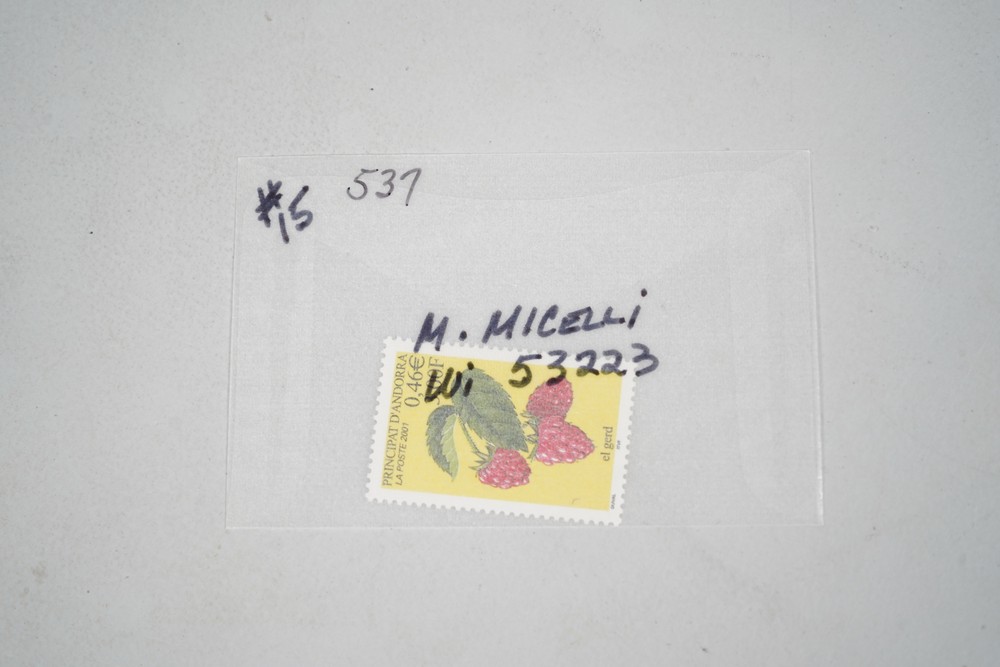 #15
537
M. MICELLi
Wi 53223
PRINCIPAT D'ANDORRA
LA POSTE 2001
0,46€
el gerd